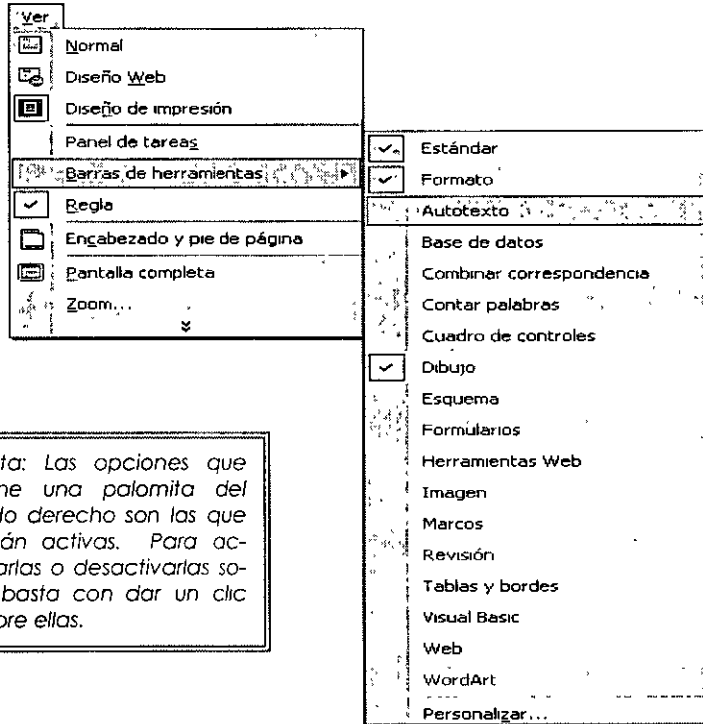 Ver
Normal
Diseño Web
Diseño de impresión
Panel de tareas
Barras de herramientas
Regla
Encabezado y pie de página
Pantalla completa
Zoom...
Estándar
Formato
Autotexto
Base de datos
Combinar correspondencia
Contar palabras
Cuadro de controles
Dibujo
Esquema
Formularios
Herramientas Web
Imagen
Marcos
Revisión
Tablas y bordes
Visual Basic
Web
WordArt
Personalizar...
ta: Las opciones que
ne una palomita del
do derecho son las que
án activas. Para ac-
arlas o desactivarlas so-
basta con dar un clic
bre ellas.